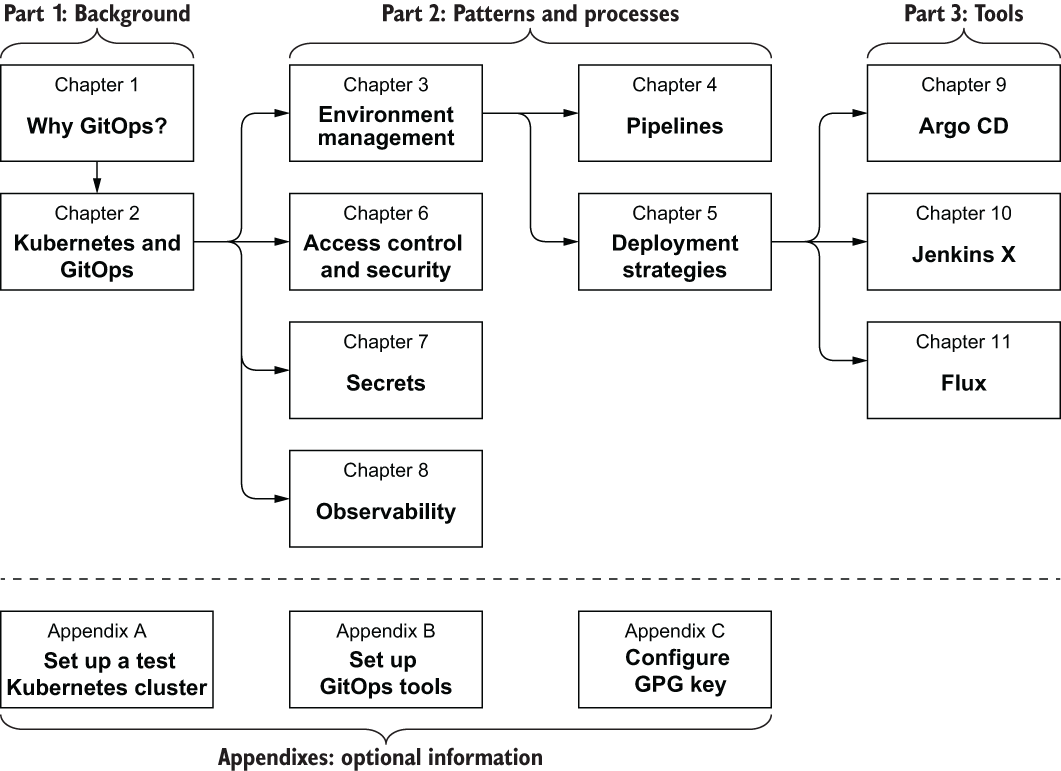 Part 1: Background
Part 2: Patterns and processes
Part 3: Tools
Chapter 1
Why GitOps?
Chapter 2
Kubernetes and
GitOps
Chapter 3
Environment
management
Chapter 4
Pipelines
Chapter 5
Deployment
strategies
Chapter 6
Access control
and security
Chapter 7
Secrets
Chapter 8
Observability
Chapter 9
Argo CD
Chapter 10
Jenkins X
Chapter 11
Flux
Appendix A
Set up a test
Kubernetes cluster
Appendix B
Set up
GitOps tools
Appendix C
Configure
GPG key
Appendixes: optional information